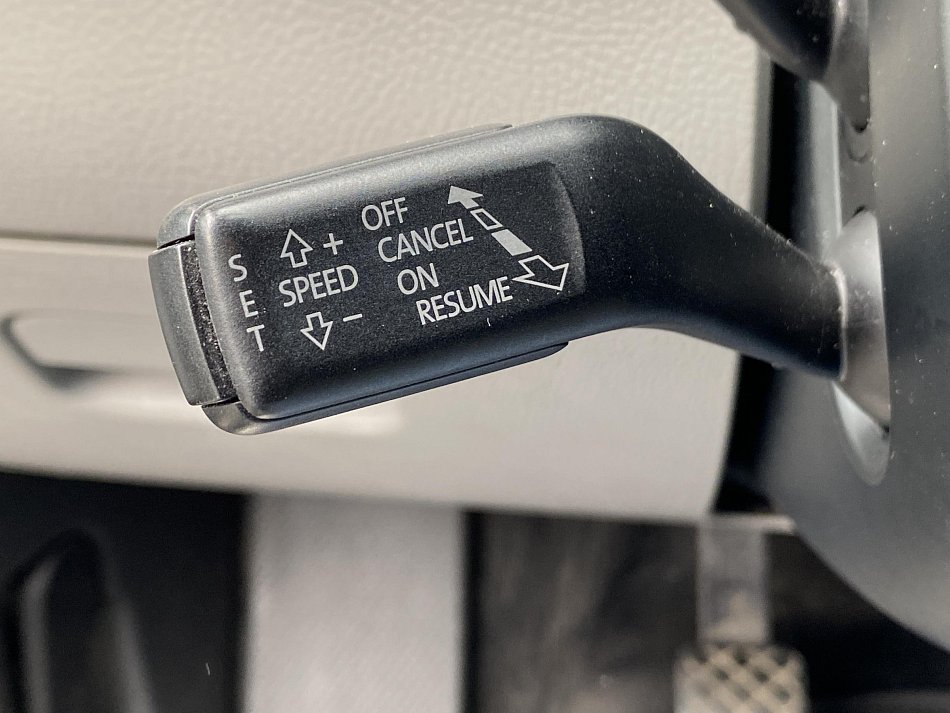 S
E
T
+
SPEED
-
OFF
CANCEL
ON
RESUME